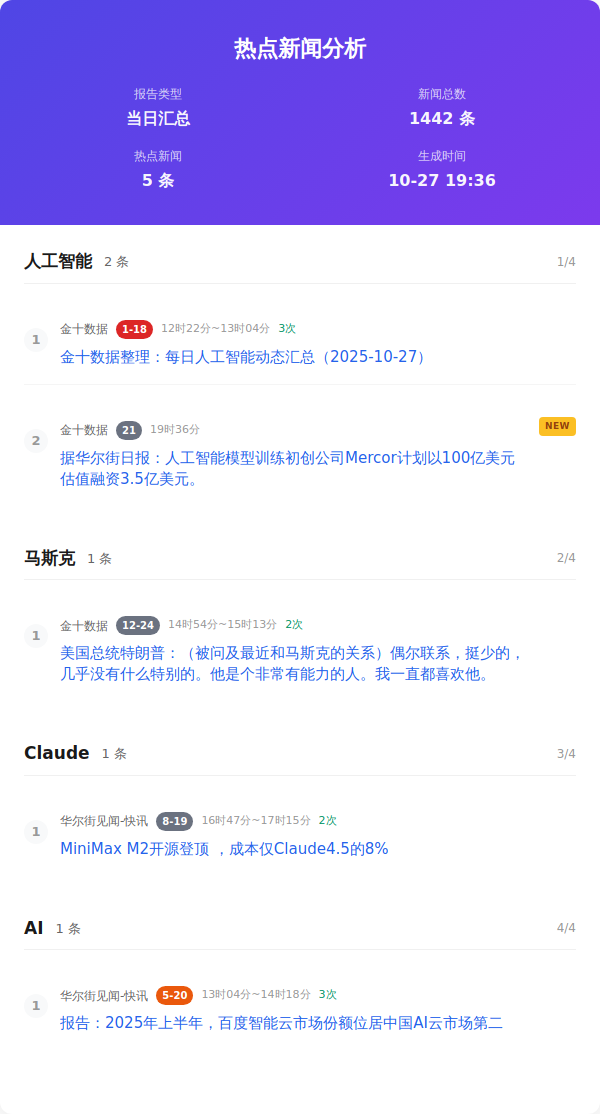 热点新闻分析
报告类型
当日汇总
新闻总数
1442 条
热点新闻
5 条
生成时间
10-27 19:36
人工智能 2 条 1/4
1 金十数据 1-18 12时22分~13时04分 3次
金十数据整理：每日人工智能动态汇总（2025-10-27）
2 金十数据 21 19时36分 NEW
据华尔街日报：人工智能模型训练初创公司Mercor计划以100亿美元
估值融资3.5亿美元。
马斯克 1 条 2/4
1 金十数据 12-24 14时54分~15时13分 2次
美国总统特朗普：（被问及最近和马斯克的关系）偶尔联系，挺少的，
几乎没有什么特别的。他是个非常有能力的人。我一直都喜欢他。
Claude 1 条 3/4
1 华尔街见闻-快讯 8-19 16时47分~17时15分 2次
MiniMax M2开源登顶 ，成本仅Claude4.5的8%
AI 1 条 4/4
1 华尔街见闻-快讯 5-20 13时04分~14时18分 3次
报告：2025年上半年，百度智能云市场份额位居中国AI云市场第二